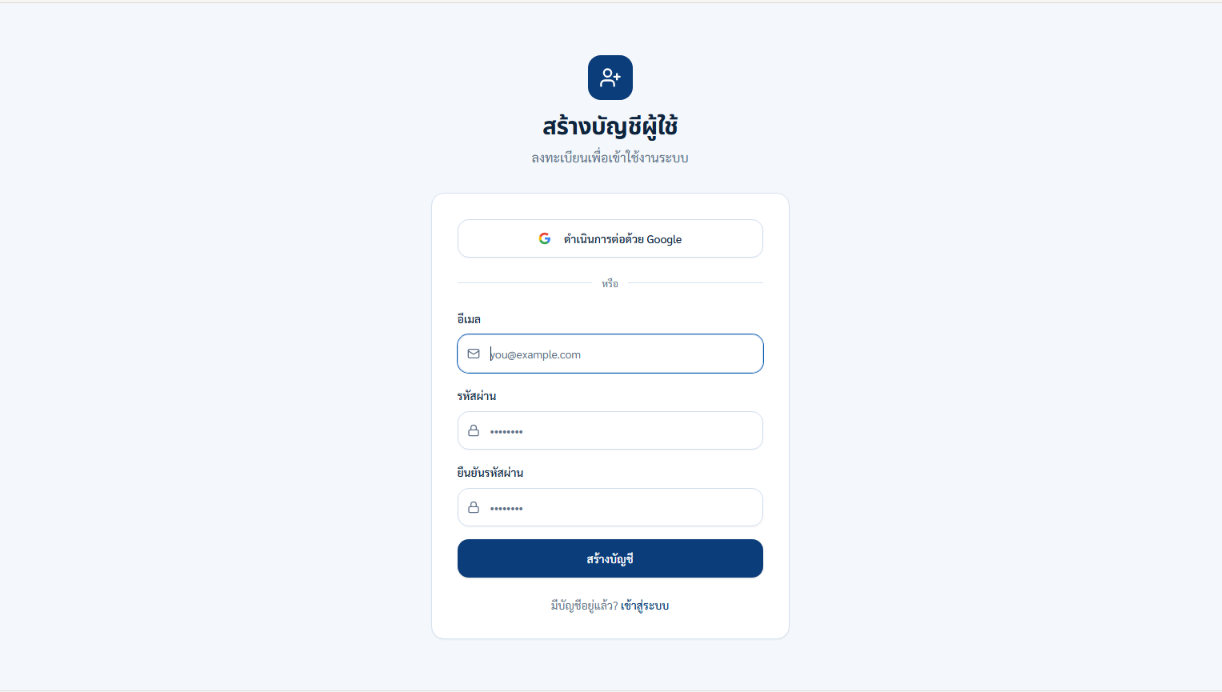 สร้างบัญชีผู้ใช้
ลงทะเบียนเพื่อเข้าใช้งานระบบ
ดำเนินการต่อด้วย Google
หรือ
อีเมล
you@example.com
รหัสผ่าน
••••••••
ยืนยันรหัสผ่าน
••••••••
สร้างบัญชี
มีบัญชีอยู่แล้ว? เข้าสู่ระบบ